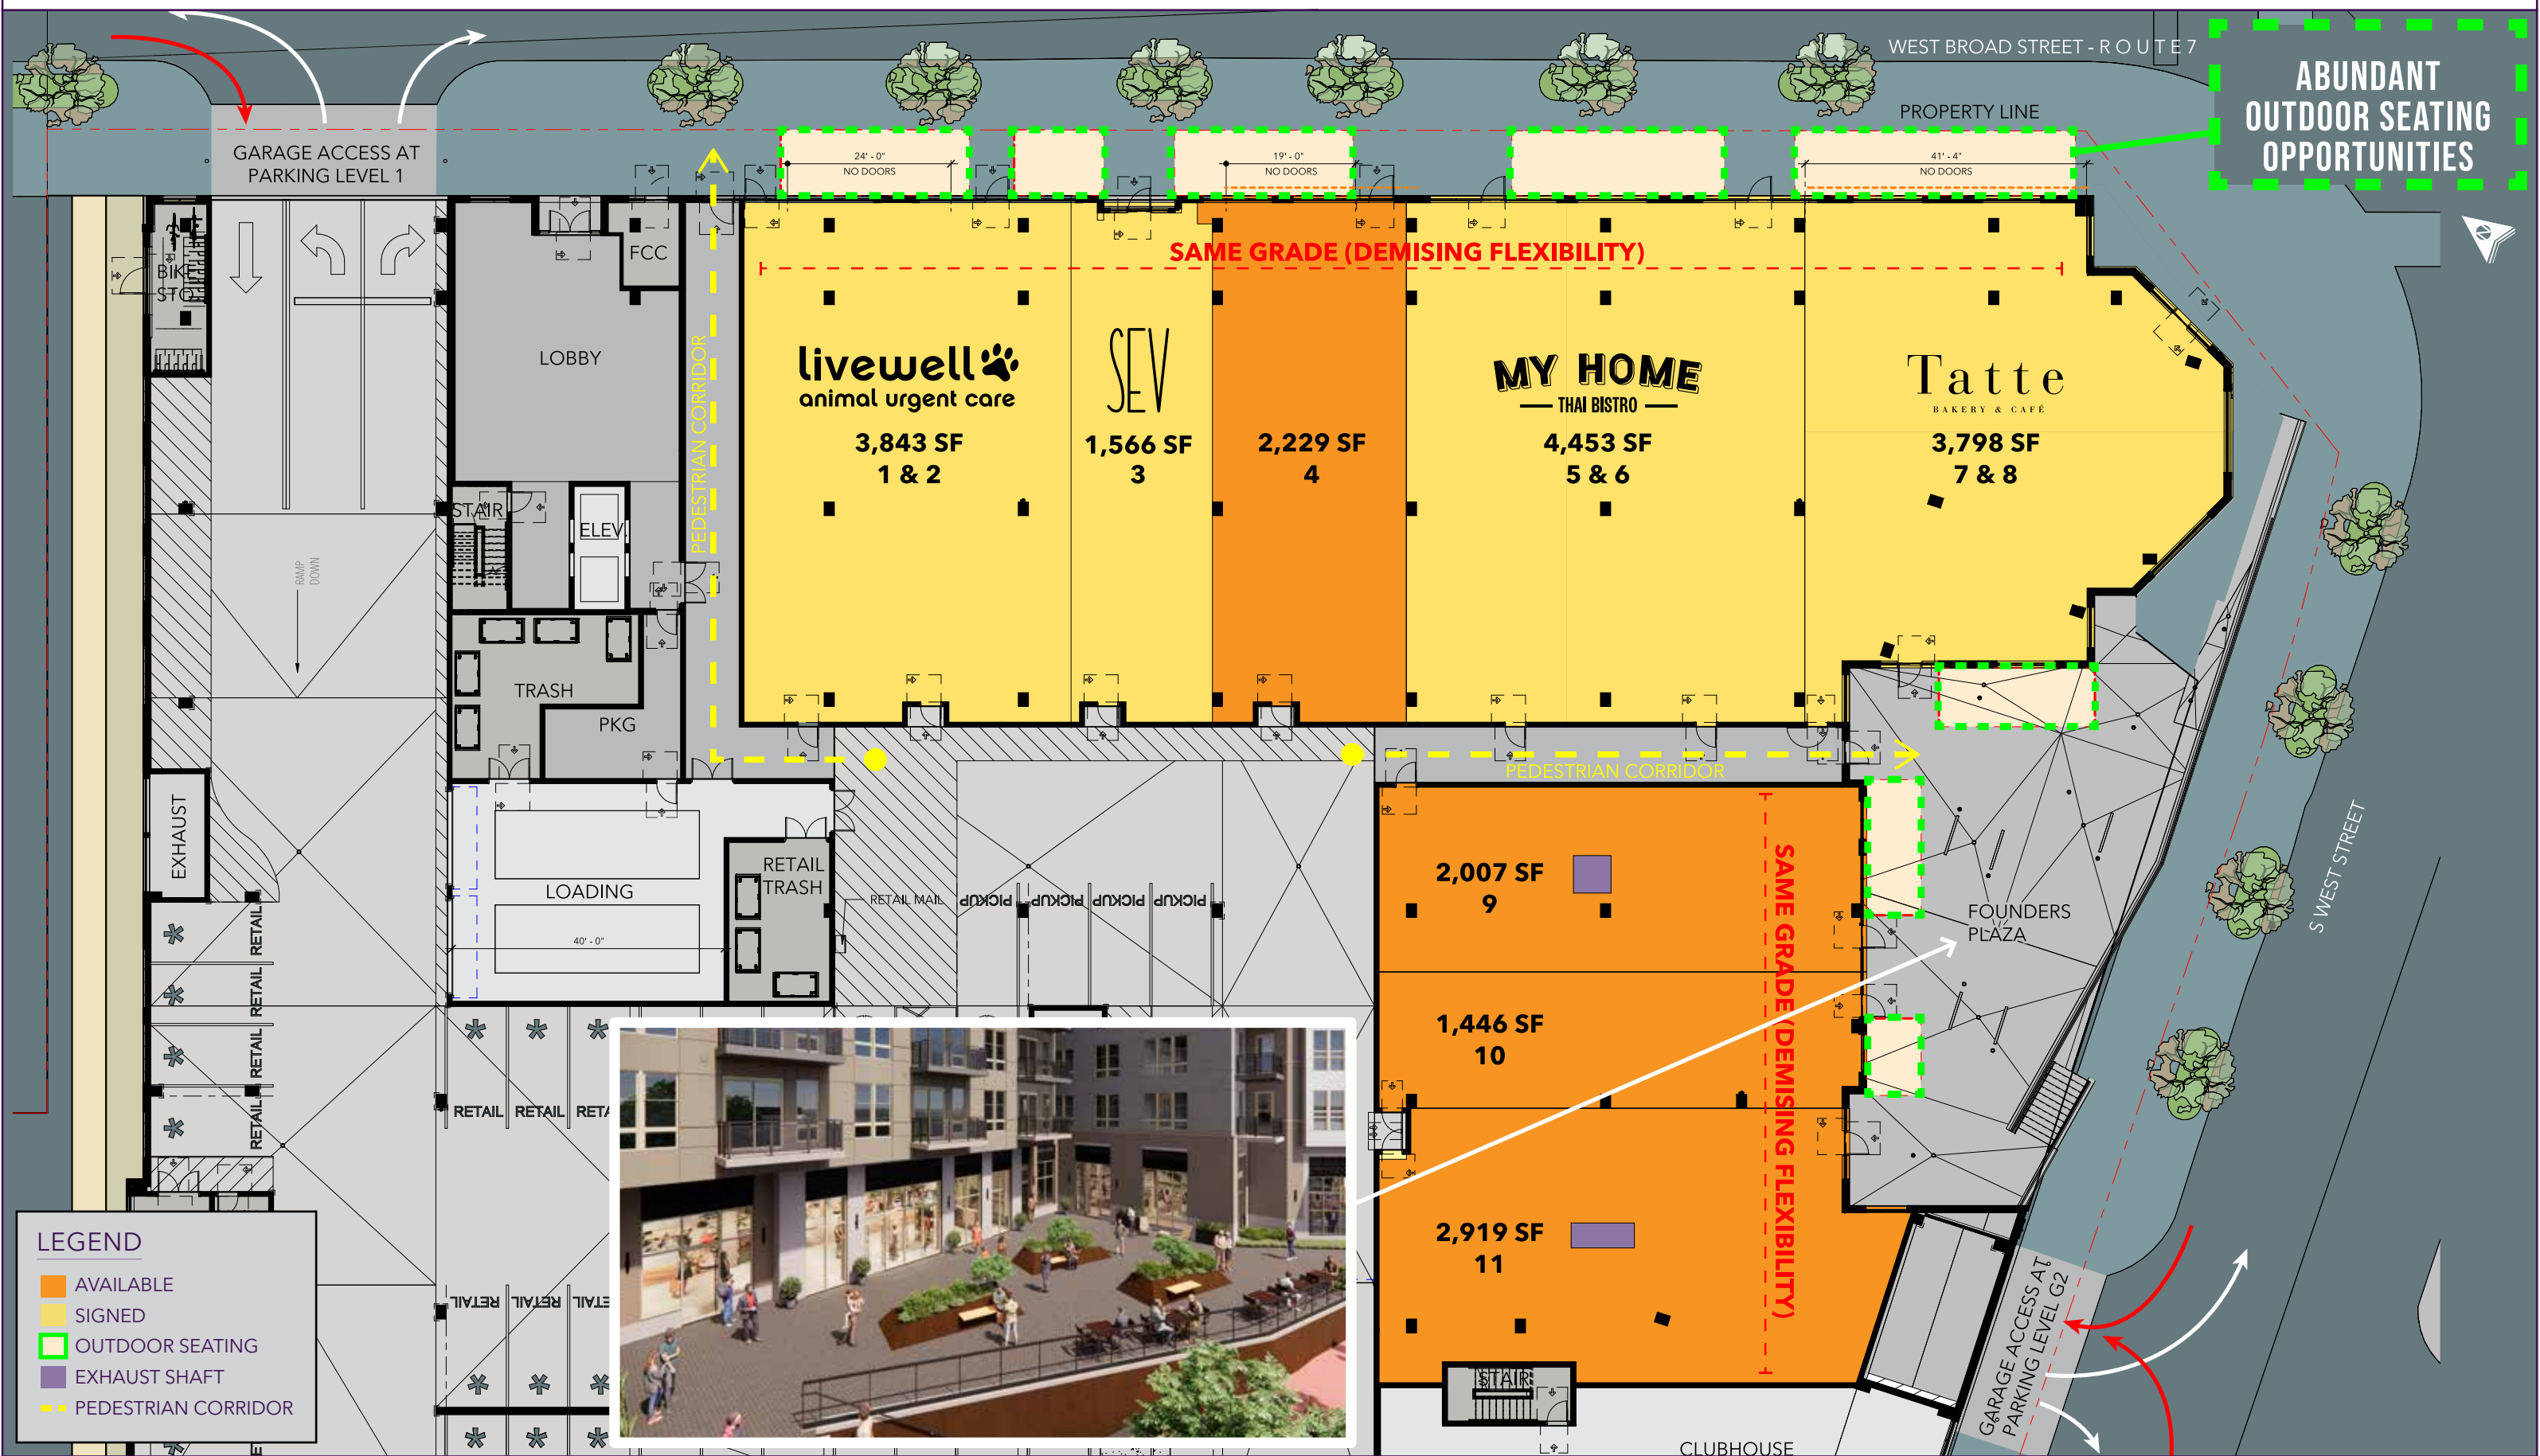 WEST BROAD STREET - ROUTE 7
ABUNDANT
OUTDOOR SEATING
OPPORTUNITIES
PROPERTY LINE
GARAGE ACCESS AT
PARKING LEVEL 1
24' - 0"
NO DOORS
19' - 0"
NO DOORS
41' - 4"
NO DOORS
BIKE
STO.
FCC
SAME GRADE (DEMISING FLEXIBILITY)
LOBBY
PEDESTRIAN CORRIDOR
livewell
animal urgent care
3,843 SF
1 & 2
SEV
1,566 SF
3
2,229 SF
4
MY HOME
THAI BISTRO
4,453 SF
5 & 6
Tatte
BAKERY & CAFÉ
3,798 SF
7 & 8
STAIR
ELEV.
RAMP
DOWN
TRASH
PKG
PEDESTRIAN CORRIDOR
EXHAUST
LOADING
40' - 0"
RETAIL
TRASH
RETAIL MAIL
PICKUP
PICKUP
PICKUP
PICKUP
2,007 SF
9
SAME GRADE (DEMISING FLEXIBILITY)
FOUNDERS
PLAZA
S WEST STREET
RETAIL
RETAIL
RETAIL
RETAIL
1,446 SF
10
RETAIL
RETAIL
RETA
2,919 SF
11
RETAIL
RETAIL
RETAIL
STAIR
GARAGE ACCESS AT
PARKING LEVEL G2
CLUBHOUSE
LEGEND
AVAILABLE
SIGNED
OUTDOOR SEATING
EXHAUST SHAFT
PEDESTRIAN CORRIDOR